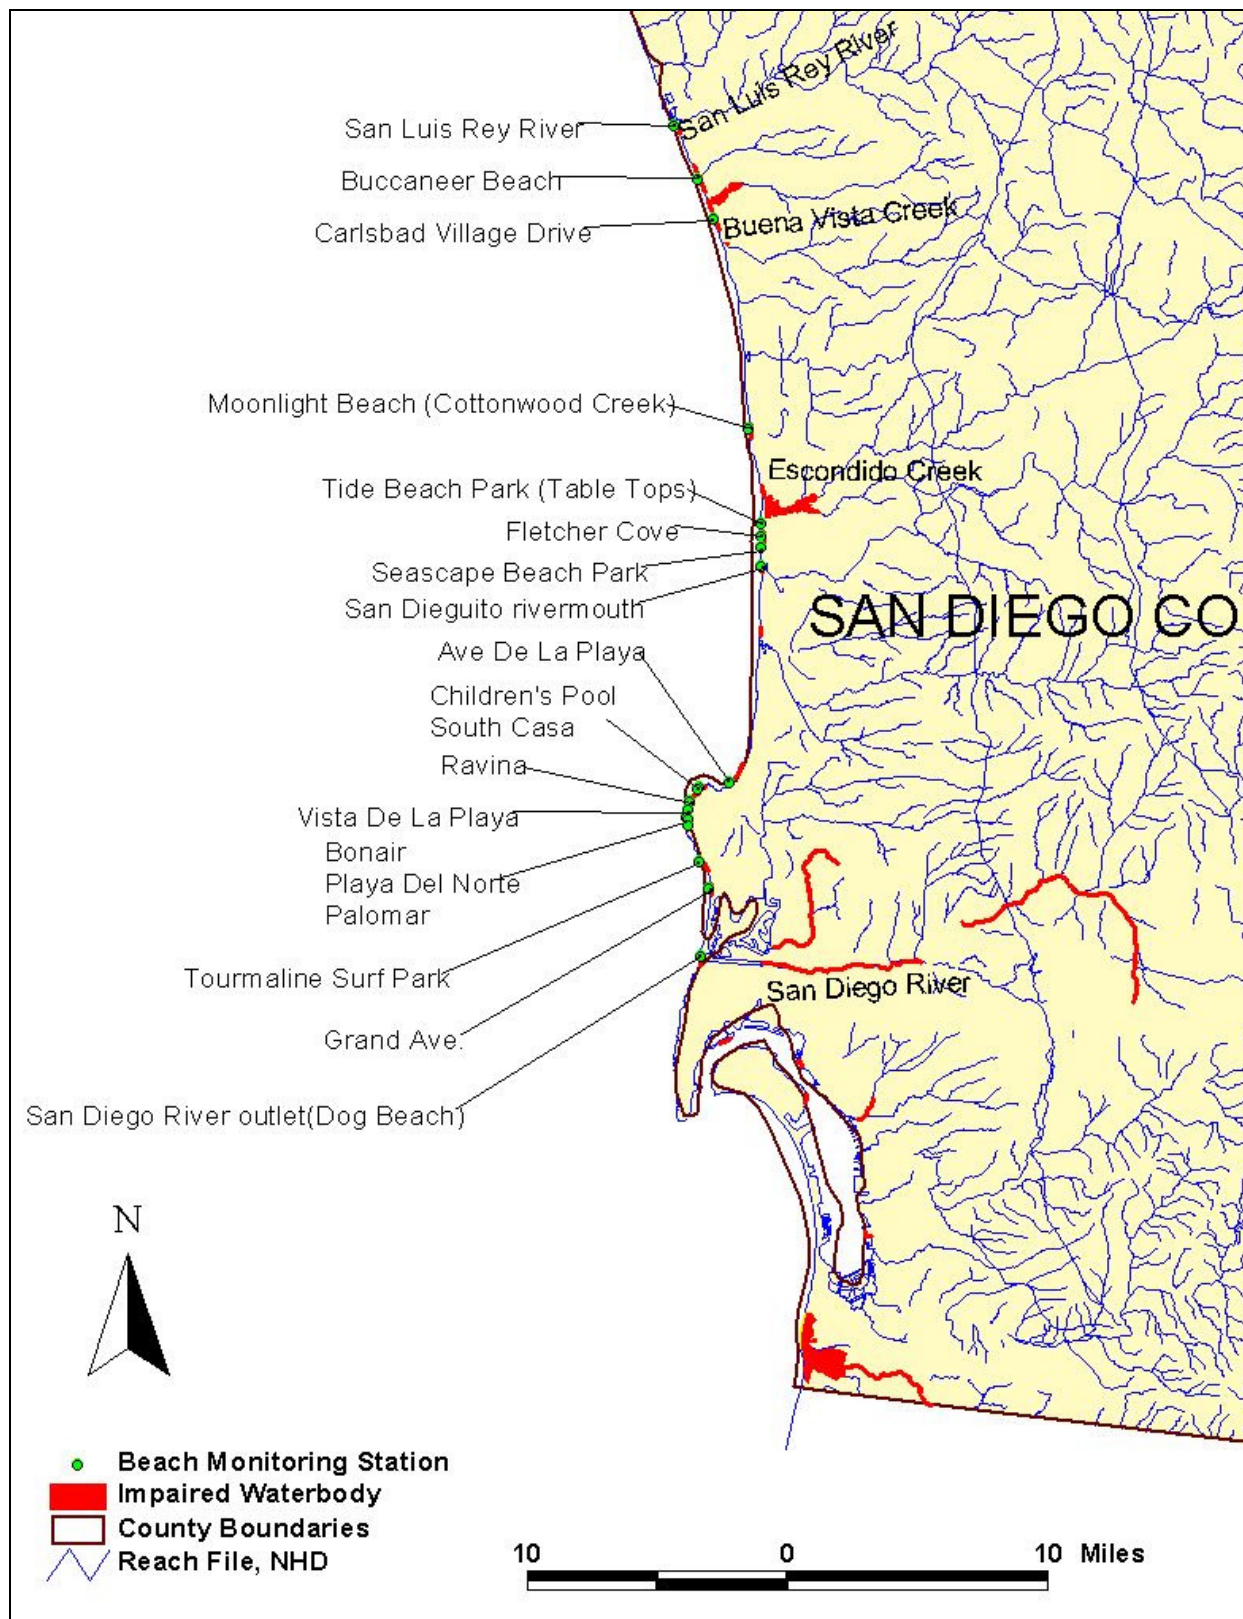 San Luis Rey River
San Luis Rey River
Buccaneer Beach
Carlsbad Village Drive
Buena Vista Creek
Moonlight Beach (Cottonwood Creek)
Escondido Creek
Tide Beach Park (Table Tops)
Fletcher Cove
Seascape Beach Park
San Dieguito rivermouth
SAN DIEGO CO
Ave De La Playa
Children's Pool
South Casa
Ravina
Vista De La Playa
Bonair
Playa Del Norte
Palomar
Tourmaline Surf Park
San Diego River
Grand Ave.
San Diego River outlet(Dog Beach)
N
Beach Monitoring Station
Impaired Waterbody
County Boundaries
Reach File, NHD
10 0 10 Miles